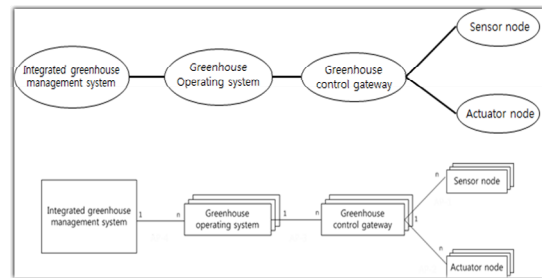 Sensor node
Integrated greenhouse
management system
Greenhouse
Operating system
Greenhouse
control gateway
Actuator node
n
Sensor node
Integrated greenhouse
management system
1
n
Greenhouse
operating system
1
n
Greenhouse
control gateway
1
n
Actuator node